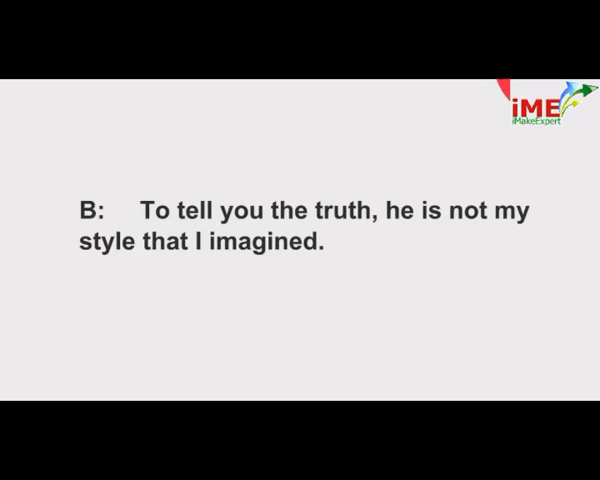 iME
iMakeExpert
B: To tell you the truth, he is not my
style that I imagined.